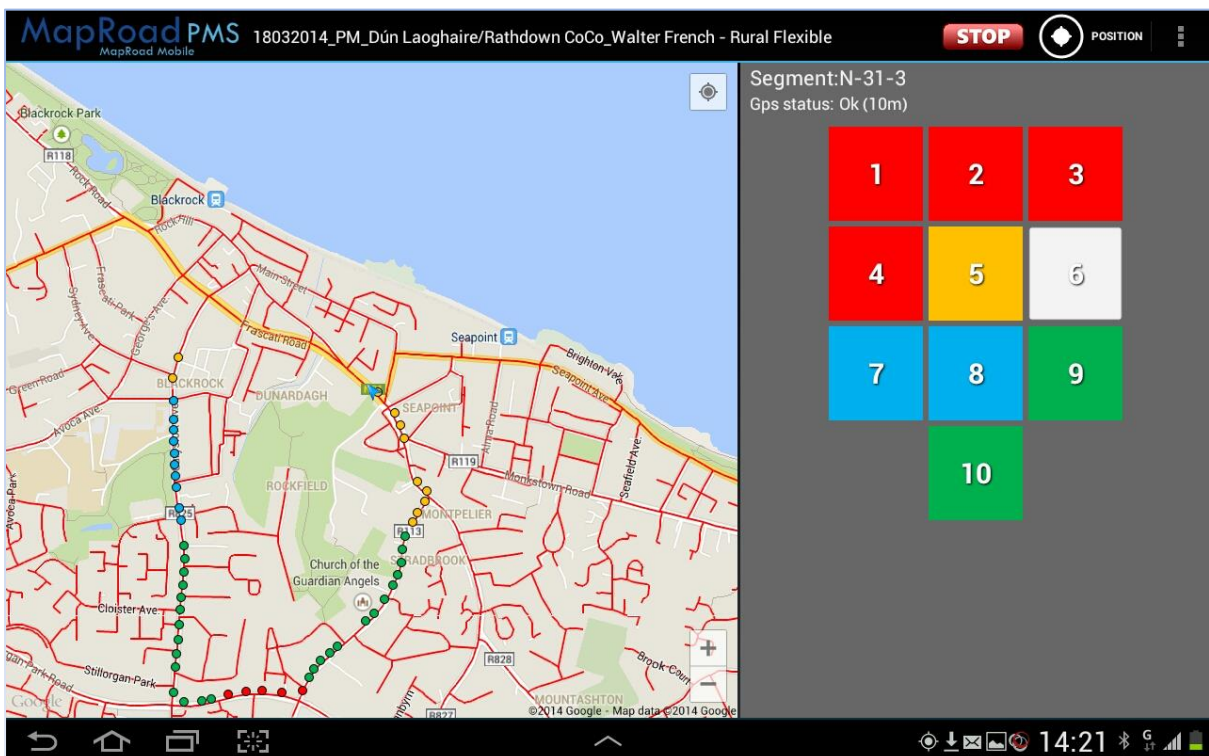 MapRoad PMS
MapRoad Mobile
18032014_PM_Dún Laoghaire/Rathdown CoCo_Walter French - Rural Flexible
STOP
POSITION
Segment:N-31-3
Gps status: Ok (10m)
1 2 3
4 5 6
7 8 9
10
Blackrock Park
R118
Rock Road
Blackrock
Rock Hill
Main Street
Frascati Park
Sydney Ave.
George's Ave.
Frascati Road
Seapoint
Brighton Vale
Seapoint Ave
Green Road
BLACKROCK
DUNARDAGH
SEAPOINT
Avoca Ave.
Alma Road
Seafield Ave.
R119
Monkstown Road
Avoca Park
ROCKFIELD
MONTPELIER
R825
R113
STRADBROOK
Church of the
Guardian Angels
Cloister Ave.
R828
Brook Court
Stillorgan Park
MOUNTASHTON
R827
Google
©2014 Google - Map data ©2014 Google
14:21
G